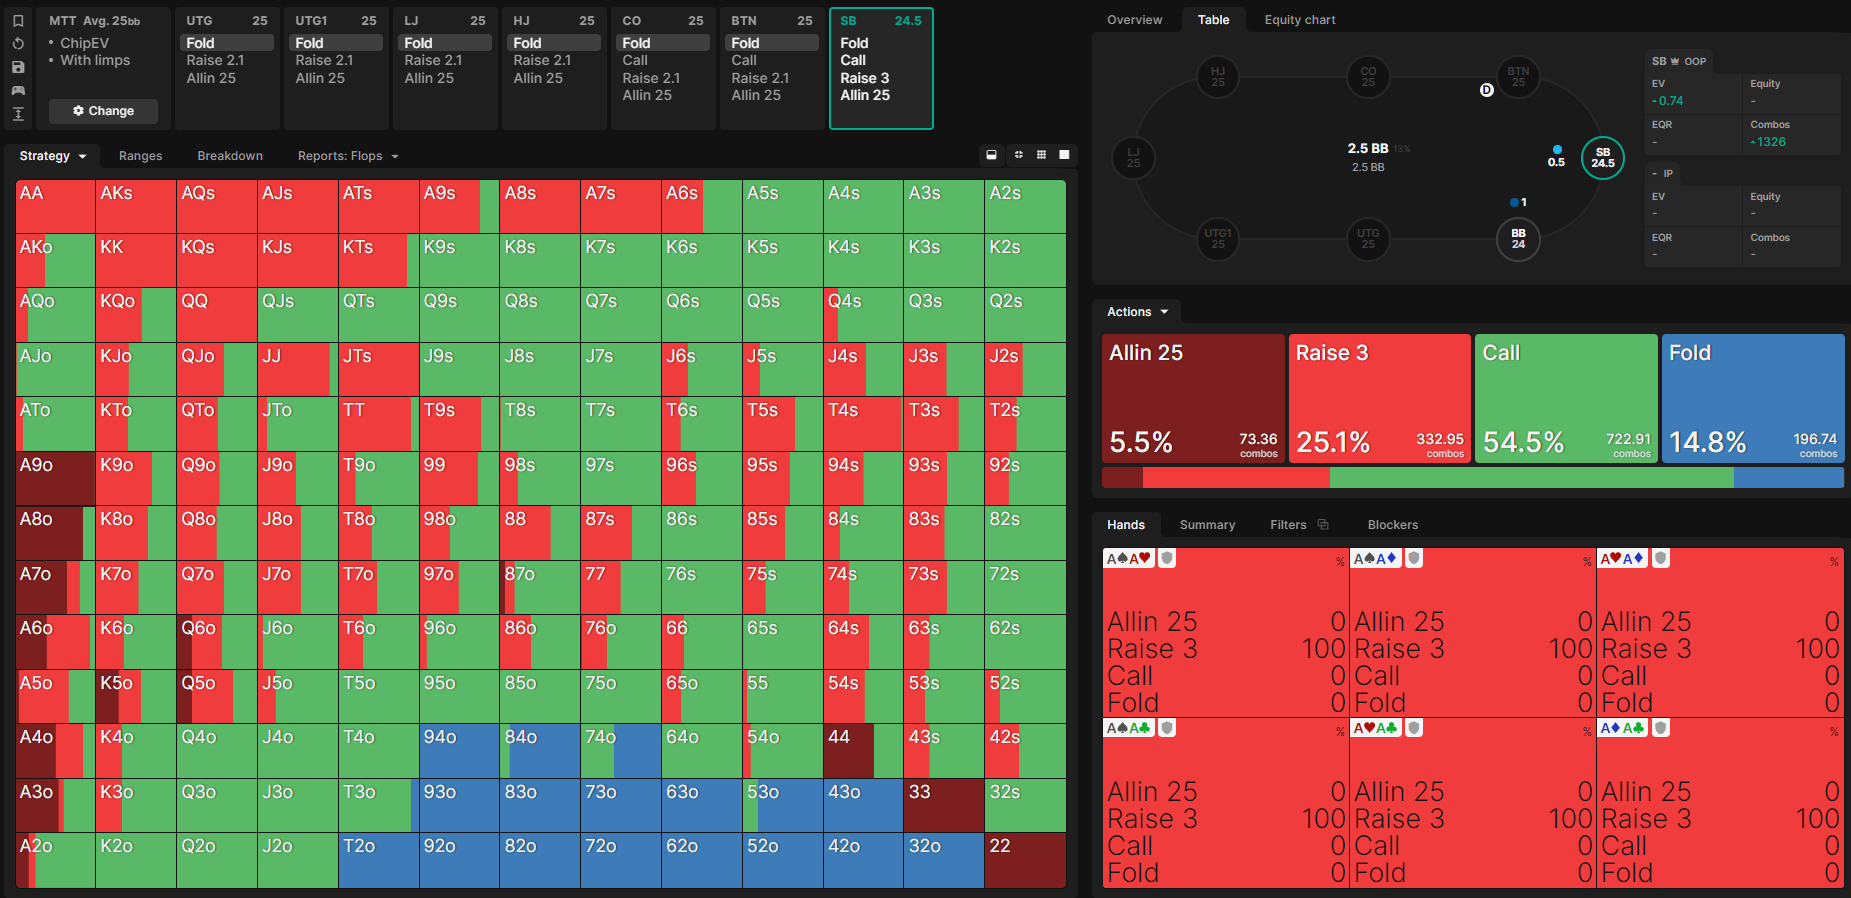 MTT Avg. 25bb
• ChipEV
• With limps
Change
UTG 25
Fold
Raise 2.1
Allin 25
UTG1 25
Fold
Raise 2.1
Allin 25
LJ 25
Fold
Raise 2.1
Allin 25
HJ 25
Fold
Raise 2.1
Allin 25
CO 25
Fold
Call
Raise 2.1
Allin 25
BTN 25
Fold
Call
Raise 2.1
Allin 25
SB 24.5
Fold
Call
Raise 3
Allin 25
Strategy Ranges Breakdown Reports: Flops
AA AKs AQs AJs ATs A9s A8s A7s A6s A5s A4s A3s A2s
AKo KK KQs KJs KTs K9s K8s K7s K6s K5s K4s K3s K2s
AQo KQo QQ QJs QTs Q9s Q8s Q7s Q6s Q5s Q4s Q3s Q2s
AJo KJo QJo JJ JTs J9s J8s J7s J6s J5s J4s J3s J2s
ATo KTo QTo JTo TT T9s T8s T7s T6s T5s T4s T3s T2s
A9o K9o Q9o J9o T9o 99 98s 97s 96s 95s 94s 93s 92s
A8o K8o Q8o J8o T8o 98o 88 87s 86s 85s 84s 83s 82s
A7o K7o Q7o J7o T7o 97o 87o 77 76s 75s 74s 73s 72s
A6o K6o Q6o J6o T6o 96o 86o 76o 66 65s 64s 63s 62s
A5o K5o Q5o J5o T5o 95o 85o 75o 65o 55 54s 53s 52s
A4o K4o Q4o J4o T4o 94o 84o 74o 64o 54o 44 43s 42s
A3o K3o Q3o J3o T3o 93o 83o 73o 63o 53o 43o 33 32s
A2o K2o Q2o J2o T2o 92o 82o 72o 62o 52o 42o 32o 22
Overview Table Equity chart
HJ
25
CO
25
BTN
25
D
LJ
25
2.5 BB 13%
2.5 BB
0.5
SB
24.5
1
UTG1
25
UTG
25
BB
24
SB OOP
EV Equity
0.74 -
EQR Combos
- 1326
- IP
EV Equity
- -
EQR Combos
- -
Actions
Allin 25
5.5% 73.36
combos
Raise 3
25.1% 332.95
combos
Call
54.5% 722.91
combos
Fold
14.8% 196.74
combos
Hands Summary Filters Blockers
A♠A♥ %
Allin 25 0
Raise 3 100
Call 0
Fold 0
A♠A♦ %
Allin 25 0
Raise 3 100
Call 0
Fold 0
A♥A♦ %
Allin 25 0
Raise 3 100
Call 0
Fold 0
A♠A♣ %
Allin 25 0
Raise 3 100
Call 0
Fold 0
A♥A♣ %
Allin 25 0
Raise 3 100
Call 0
Fold 0
A♦A♣ %
Allin 25 0
Raise 3 100
Call 0
Fold 0